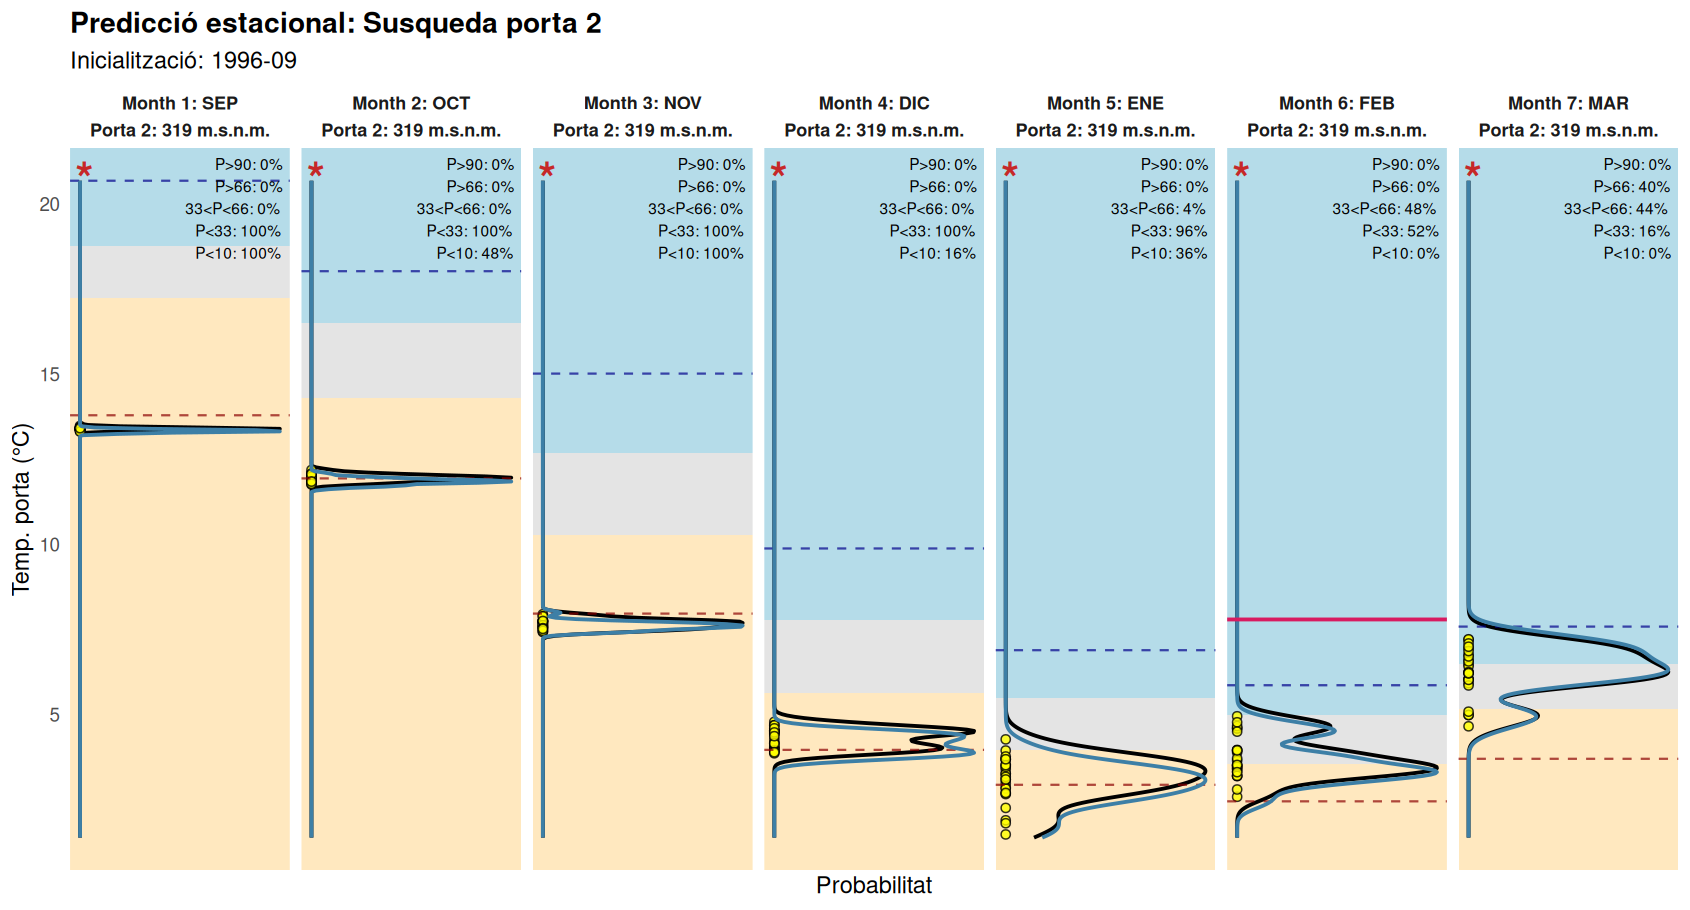 Predicció estacional: Susqueda porta 2
Inicialització: 1996-09
Month 1: SEP
Porta 2: 319 m.s.n.m.
Month 2: OCT
Porta 2: 319 m.s.n.m.
Month 3: NOV
Porta 2: 319 m.s.n.m.
Month 4: DIC
Porta 2: 319 m.s.n.m.
Month 5: ENE
Porta 2: 319 m.s.n.m.
Month 6: FEB
Porta 2: 319 m.s.n.m.
Month 7: MAR
Porta 2: 319 m.s.n.m.
*
P>90: 0%
P>66: 0%
33<P<66: 0%
P<33: 100%
P<10: 100%
*
P>90: 0%
P>66: 0%
33<P<66: 0%
P<33: 100%
P<10: 48%
*
P>90: 0%
P>66: 0%
33<P<66: 0%
P<33: 100%
P<10: 100%
*
P>90: 0%
P>66: 0%
33<P<66: 0%
P<33: 100%
P<10: 16%
*
P>90: 0%
P>66: 0%
33<P<66: 4%
P<33: 96%
P<10: 36%
*
P>90: 0%
P>66: 0%
33<P<66: 48%
P<33: 52%
P<10: 0%
*
P>90: 0%
P>66: 40%
33<P<66: 44%
P<33: 16%
P<10: 0%
20
15
10
5
Temp. porta (°C)
Probabilitat